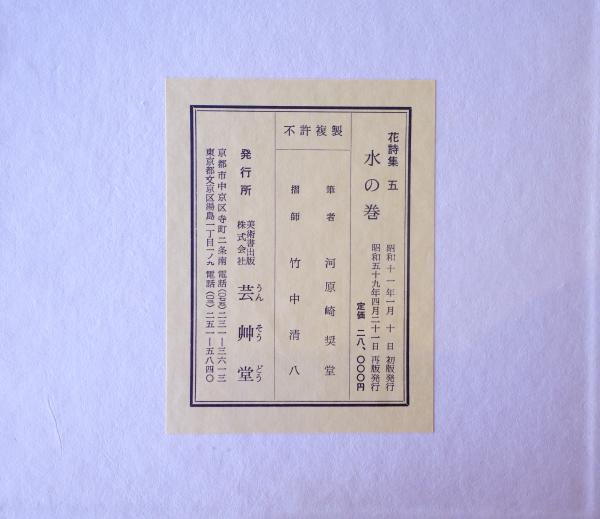 花詩集 五
水の巻
昭和十一年一月 十 日 初版発行
昭和五十九年四月二十一日 再版発行
定価 二八、〇〇〇円
不許複製
筆者 河原崎奨堂
摺師 竹中清八
発行所 美術書出版 株式会社 芸艸堂
うん そう どう
京都市中京区寺町二条南 電話(〇七五)二三一―三六一三
東京都文京区湯島一丁目一ノ九 電話(〇三)二五一―五八四〇